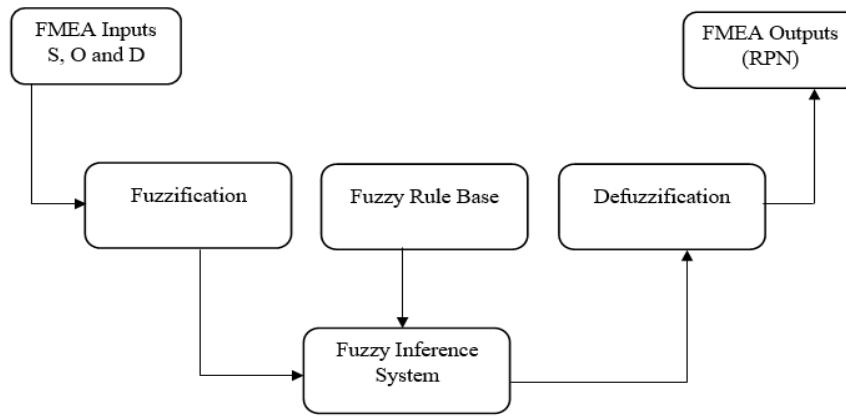 FMEA Inputs
S, O and D
FMEA Outputs
(RPN)
Fuzzification
Fuzzy Rule Base
Defuzzification
Fuzzy Inference
System